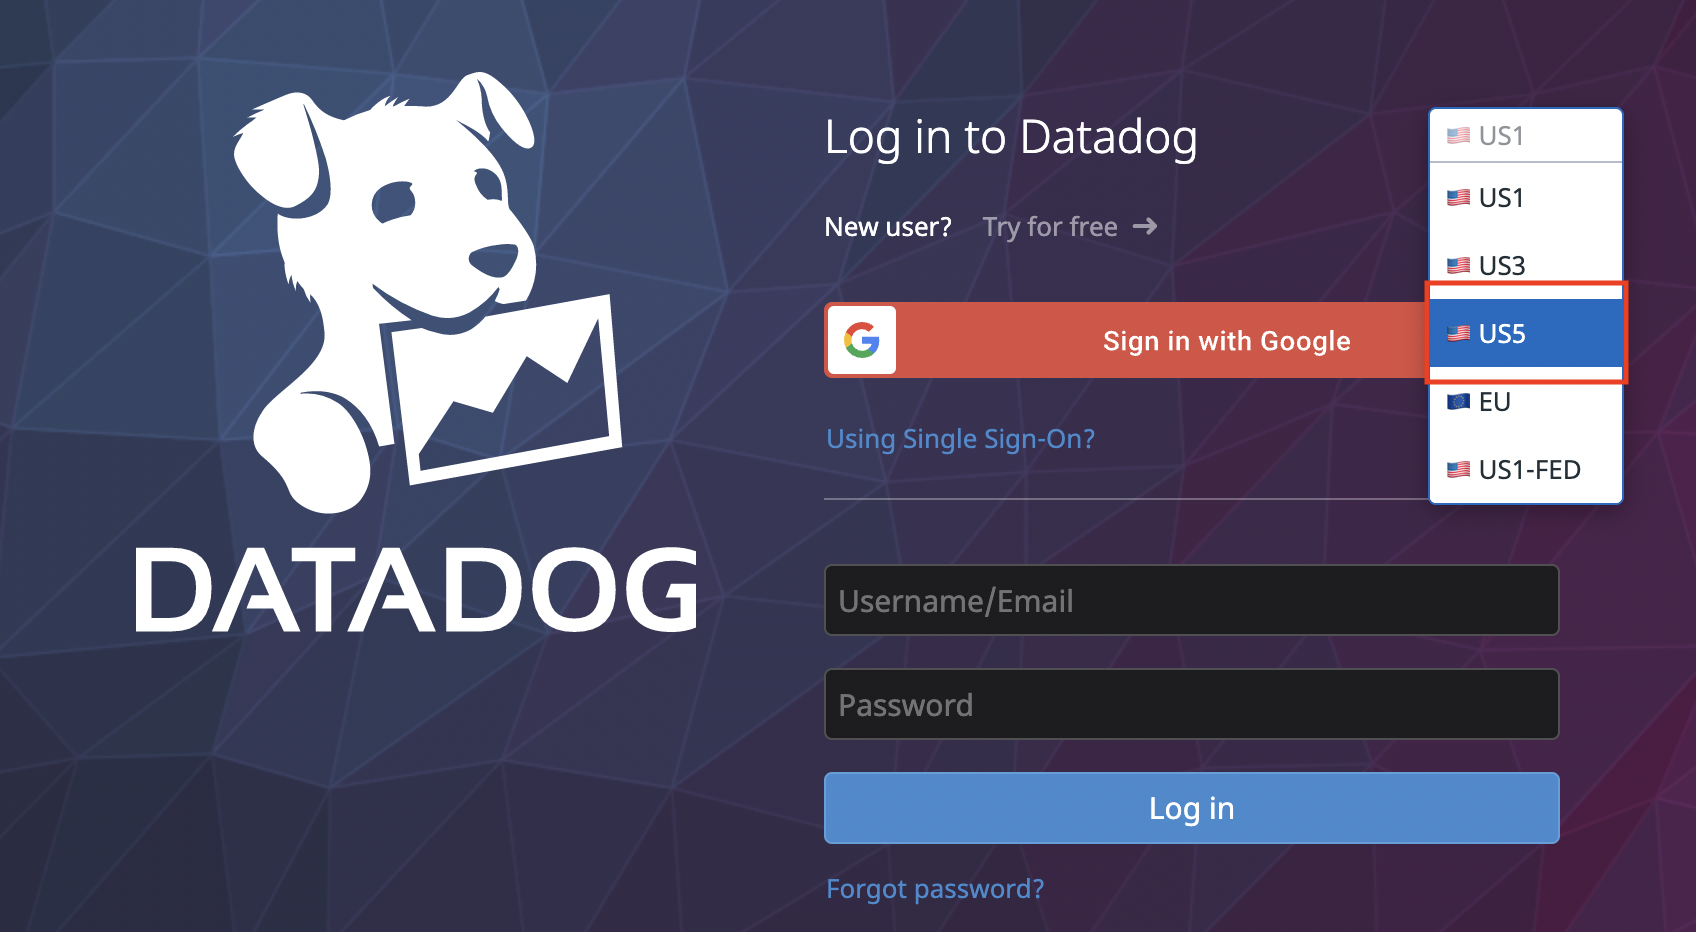 DATADOG
Log in to Datadog
New user? Try for free →
Sign in with Google
Using Single Sign-On?
US1
US1
US3
US5
EU
US1-FED
Username/Email
Password
Log in
Forgot password?